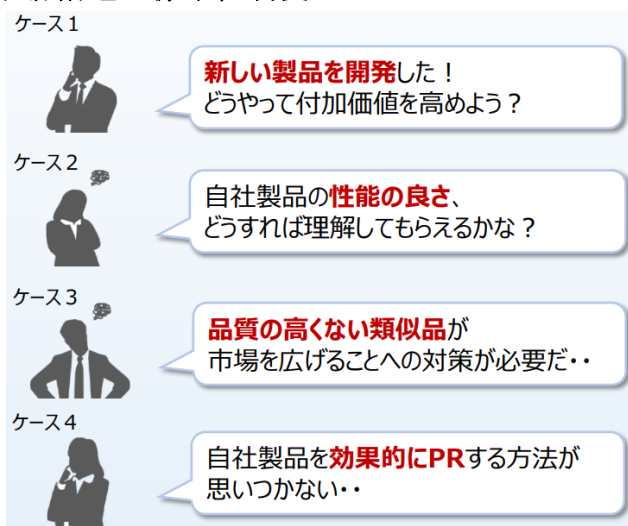 ケース1
新しい製品を開発した！
どうやって付加価値を高めよう？
ケース2
自社製品の性能の良さ、
どうすれば理解してもらえるかな？
ケース3
品質の高くない類似品が
市場を広げることへの対策が必要だ・・
ケース4
自社製品を効果的にPRする方法が
思いつかない・・